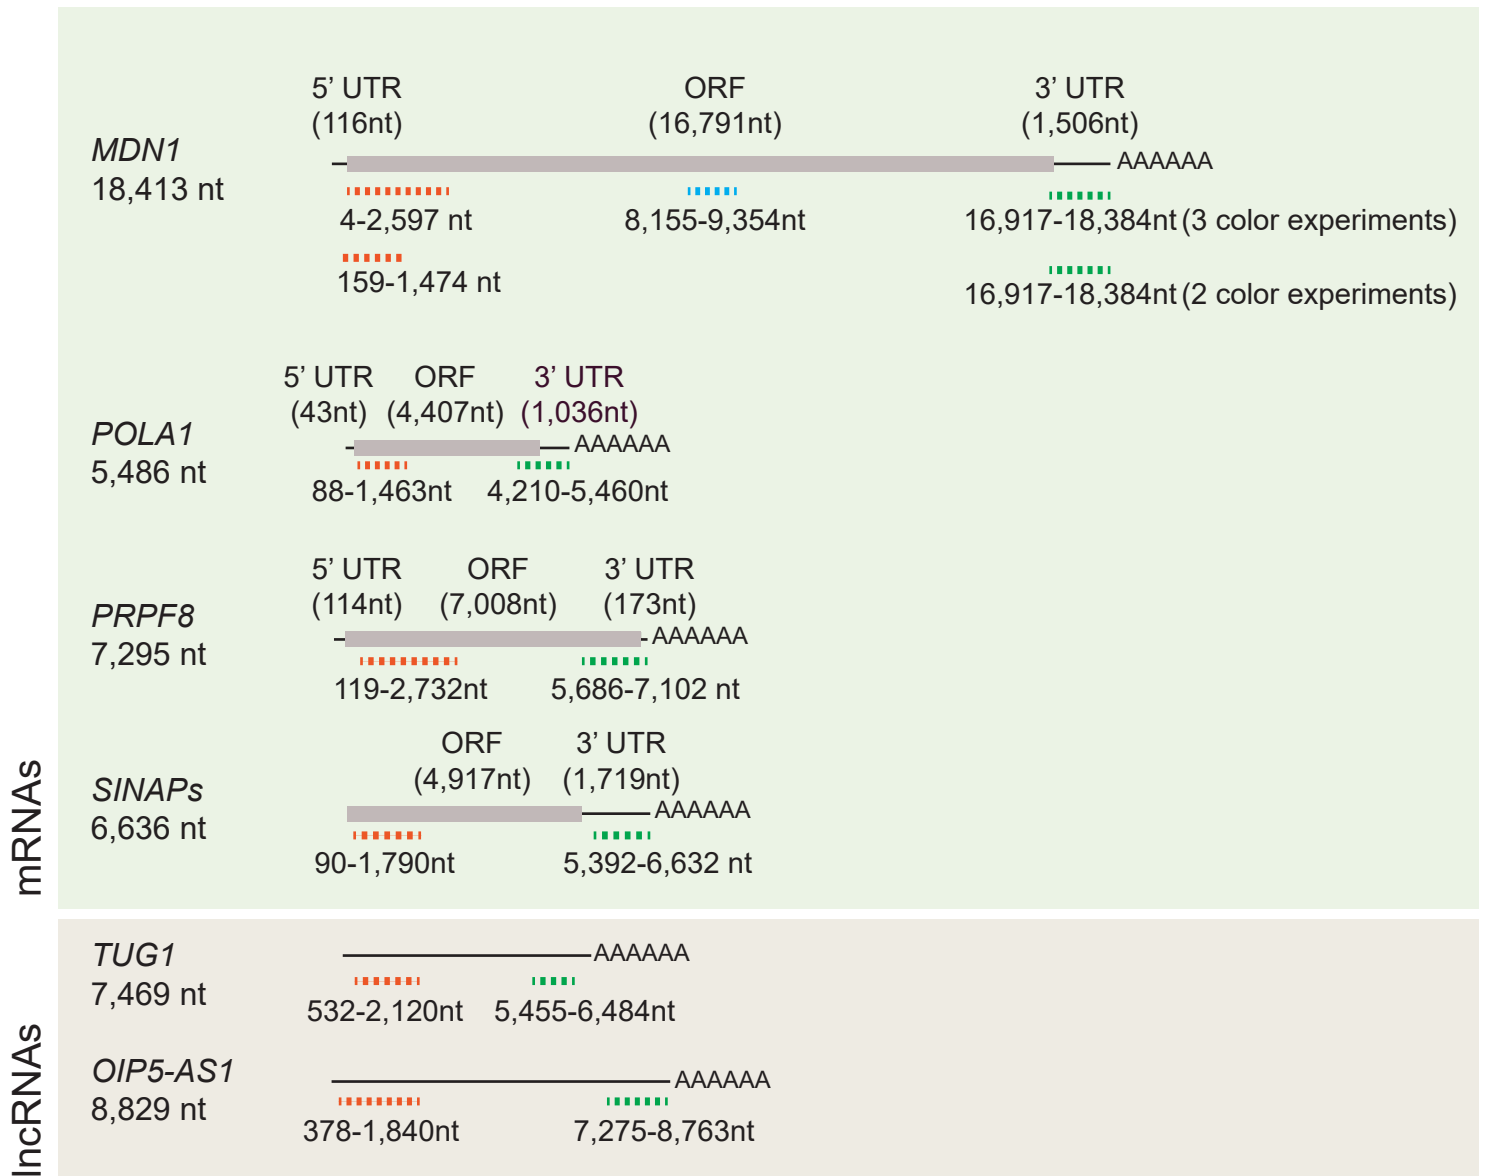 mRNAs
5’ UTR ORF 3’ UTR
(116nt) (16,791nt) (1,506nt)
MDN1
AAAAAA
18,413 nt
4-2,597 nt 8,155-9,354nt 16,917-18,384nt (3 color experiments)
159-1,474 nt
16,917-18,384nt (2 color experiments)
5’ UTR ORF 3’ UTR
(43nt) (4,407nt) (1,036nt)
POLA1
AAAAAA
5,486 nt
88-1,463nt 4,210-5,460nt
5’ UTR ORF 3’ UTR
(114nt) (7,008nt) (173nt)
PRPF8
AAAAAA
7,295 nt
119-2,732nt 5,686-7,102 nt
ORF 3’ UTR
(4,917nt) (1,719nt)
SINAPs
AAAAAA
6,636 nt
90-1,790nt 5,392-6,632 nt
lncRNAs
TUG1
AAAAAA
7,469 nt
532-2,120nt 5,455-6,484nt
OIP5-AS1
AAAAAA
8,829 nt
378-1,840nt 7,275-8,763nt